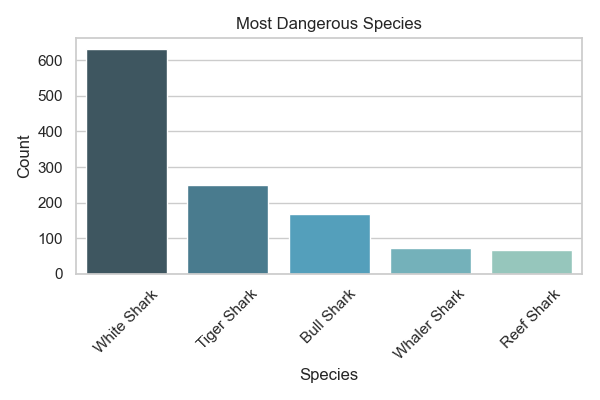 Most Dangerous Species
Count
600
500
400
300
200
100
0
White Shark
Tiger Shark
Bull Shark
Whaler Shark
Reef Shark
Species